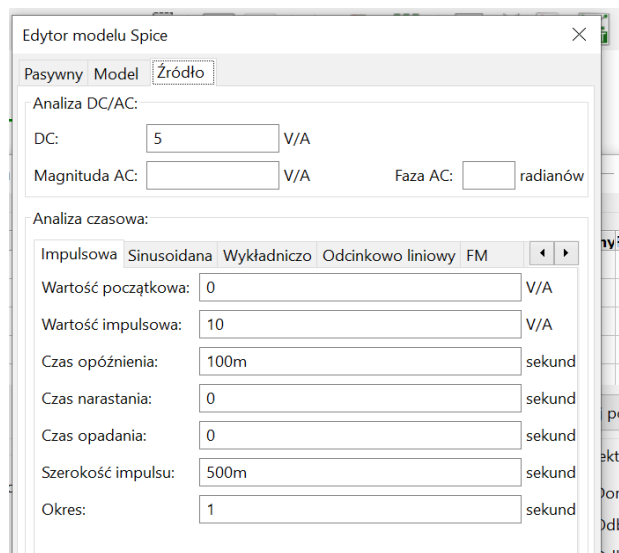 Edytor modelu Spice
Pasywny Model Źródło
Analiza DC/AC:
DC: 5 V/A
Magnituda AC: V/A Faza AC: radianów
Analiza czasowa:
Impulsowa Sinusoidana Wykładniczo Odcinkowo liniowy FM
Wartość początkowa: 0 V/A
Wartość impulsowa: 10 V/A
Czas opóźnienia: 100m sekund
Czas narastania: 0 sekund
Czas opadania: 0 sekund
Szerokość impulsu: 500m sekund
Okres: 1 sekund